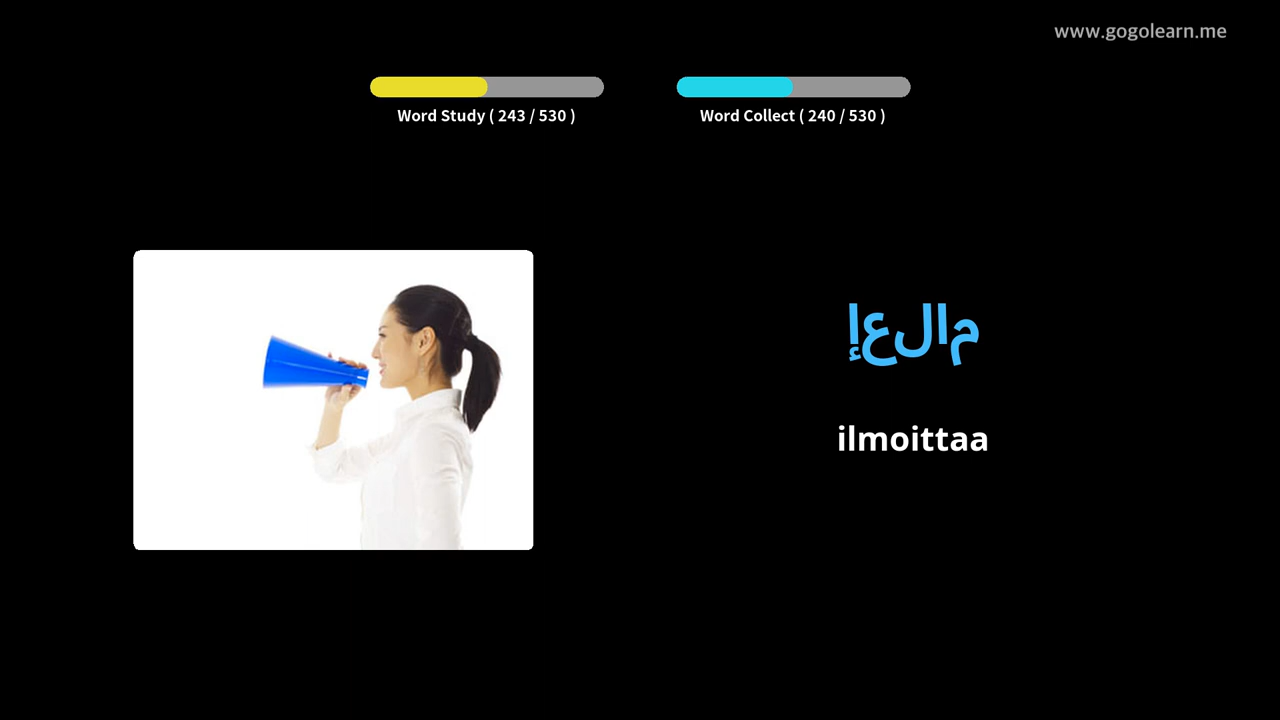 www.gogolearn.me
Word Study ( 243 / 530 )
Word Collect ( 240 / 530 )
إعلام
ilmoittaa